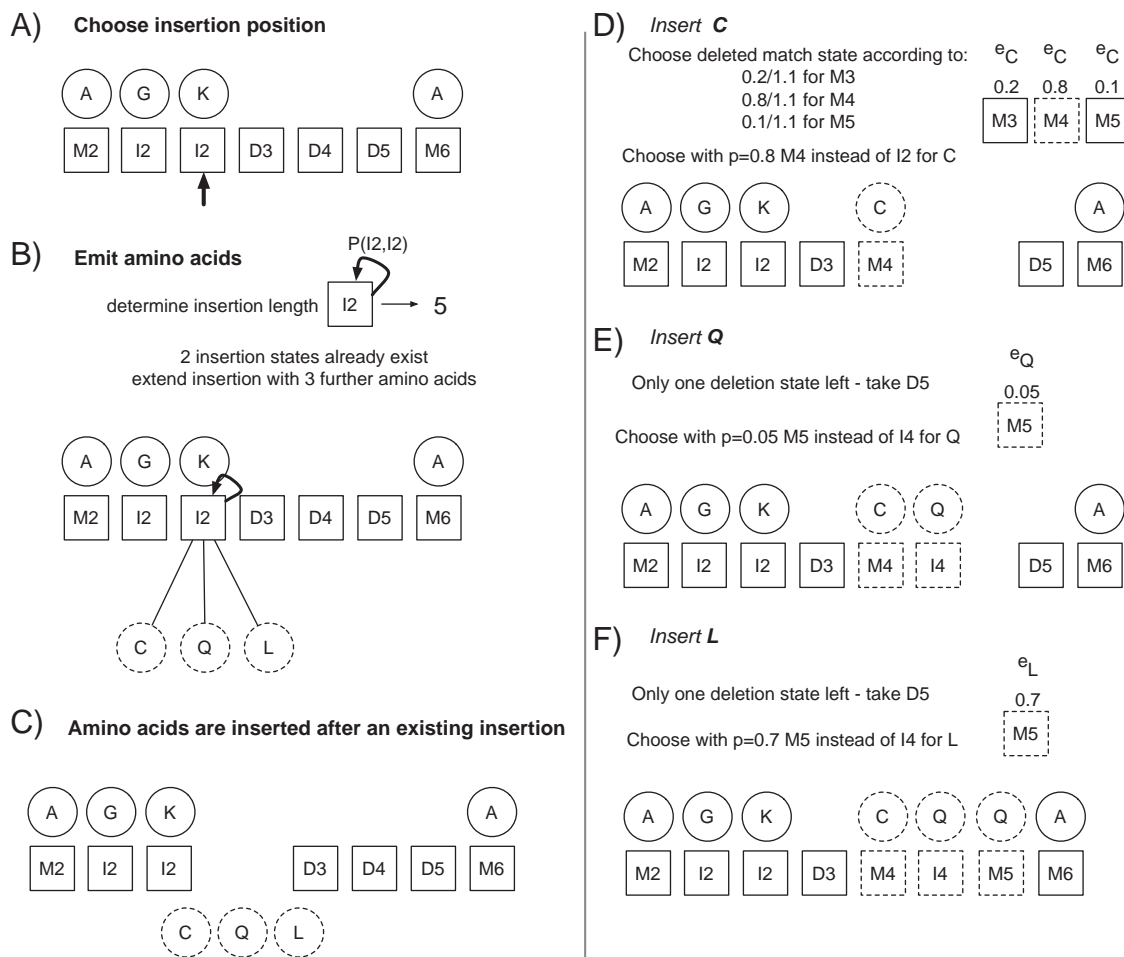 A) Choose insertion position
A G K A
M2 I2 I2 D3 D4 D5 M6
B) Emit amino acids
P(I2,I2)
determine insertion length I2 5
2 insertion states already exist
extend insertion with 3 further amino acids
A G K A
M2 I2 I2 D3 D4 D5 M6
C Q L
C) Amino acids are inserted after an existing insertion
A G K A
M2 I2 I2 D3 D4 D5 M6
C Q L
D) Insert C
Choose deleted match state according to:
0.2/1.1 for M3
0.8/1.1 for M4
0.1/1.1 for M5
eC eC eC
0.2 0.8 0.1
M3 M4 M5
Choose with p=0.8 M4 instead of I2 for C
A G K C A
M2 I2 I2 D3 M4 D5 M6
E) Insert Q
eQ
Only one deletion state left - take D5
0.05
M5
Choose with p=0.05 M5 instead of I4 for Q
A G K C Q A
M2 I2 I2 D3 M4 I4 D5 M6
F) Insert L
eL
Only one deletion state left - take D5
0.7
M5
Choose with p=0.7 M5 instead of I4 for L
A G K C Q Q A
M2 I2 I2 D3 M4 I4 M5 M6